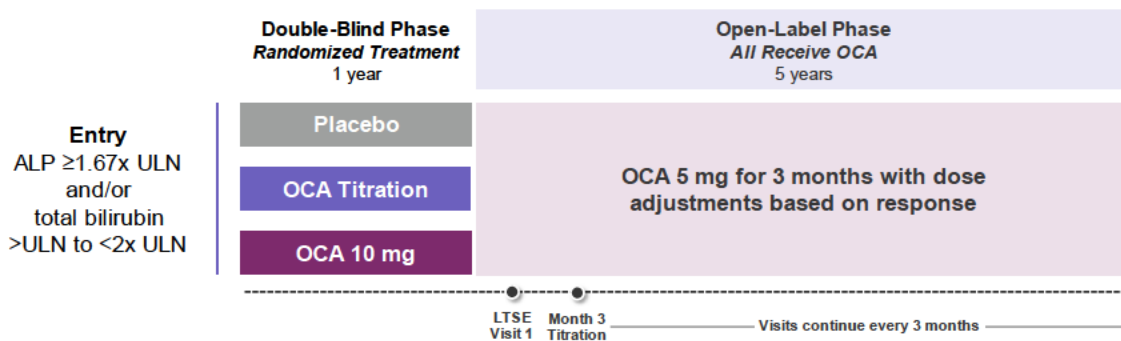 Double-Blind Phase
Randomized Treatment
1 year
Open-Label Phase
All Receive OCA
5 years
Entry
ALP ≥1.67x ULN
and/or
total bilirubin
>ULN to <2x ULN
Placebo
OCA Titration
OCA 10 mg
OCA 5 mg for 3 months with dose
adjustments based on response
LTSE
Visit 1
Month 3
Titration
Visits continue every 3 months